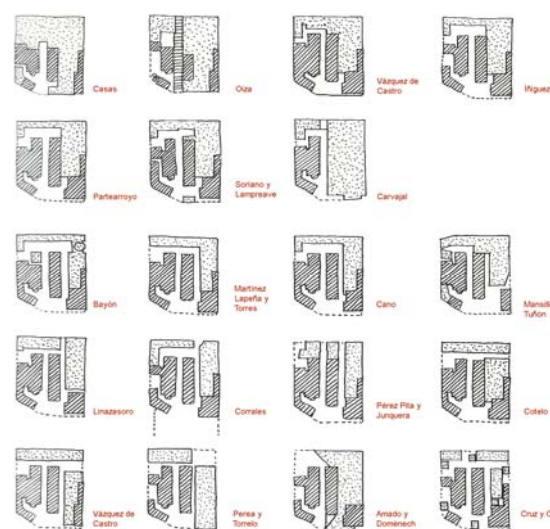 Casas
Oiza
Vázquez de
Castro
Íñiguez
Partearroyo
Soriano y
Lampreave
Carvajal
Bayón
Martínez
Lapeña y
Torres
Cano
Mansilla
Tuñón
Linazasoro
Corrales
Pérez Pita y
Junquera
Cotelo
Vázquez de
Castro
Perea y
Torrelo
Amado y
Domènech
Cruz y O